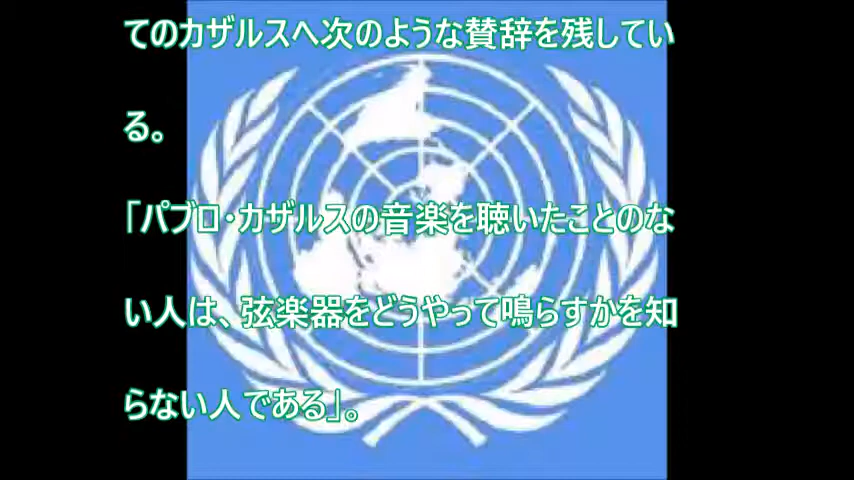 てのカザルスへ次のような賛辞を残してい
る。
「パブロ・カザルスの音楽を聴いたことのな
い人は、弦楽器をどうやって鳴らすかを知
らない人である」。